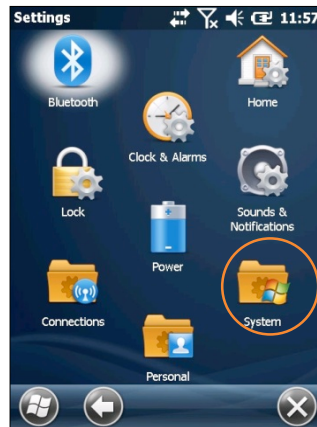 Settings 11:57
Bluetooth
Home
Clock & Alarms
Lock
Sounds &
Notifications
Power
Connections
System
Personal